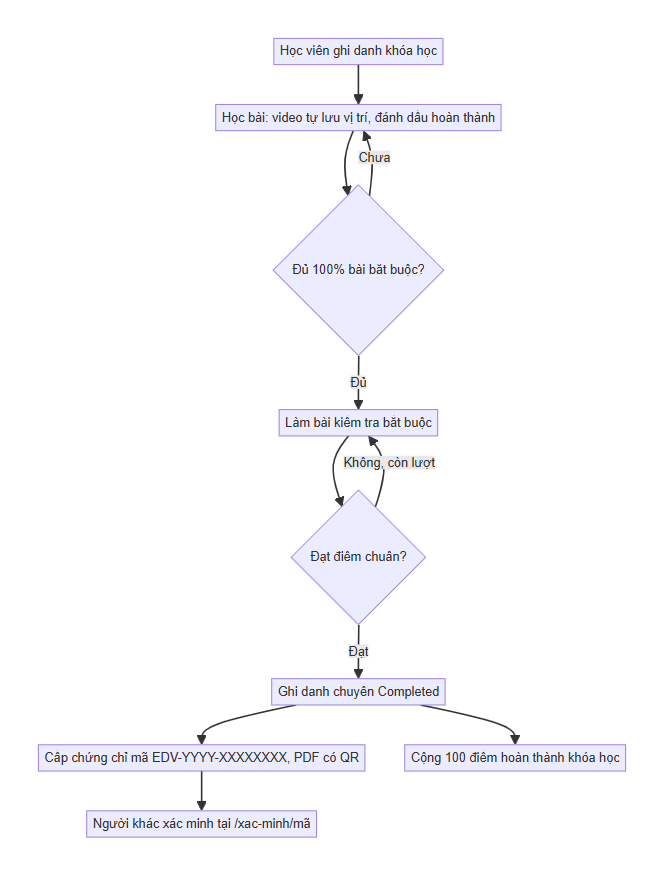 Học viên ghi danh khóa học
Học bài: video tự lưu vị trí, đánh dấu hoàn thành
Chưa
Đủ 100% bài bắt buộc?
Đủ
Làm bài kiểm tra bắt buộc
Không, còn lượt
Đạt điểm chuẩn?
Đạt
Ghi danh chuyển Completed
Cấp chứng chỉ mã EDV-YYYY-XXXXXXXX, PDF có QR
Cộng 100 điểm hoàn thành khóa học
Người khác xác minh tại /xac-minh/mã